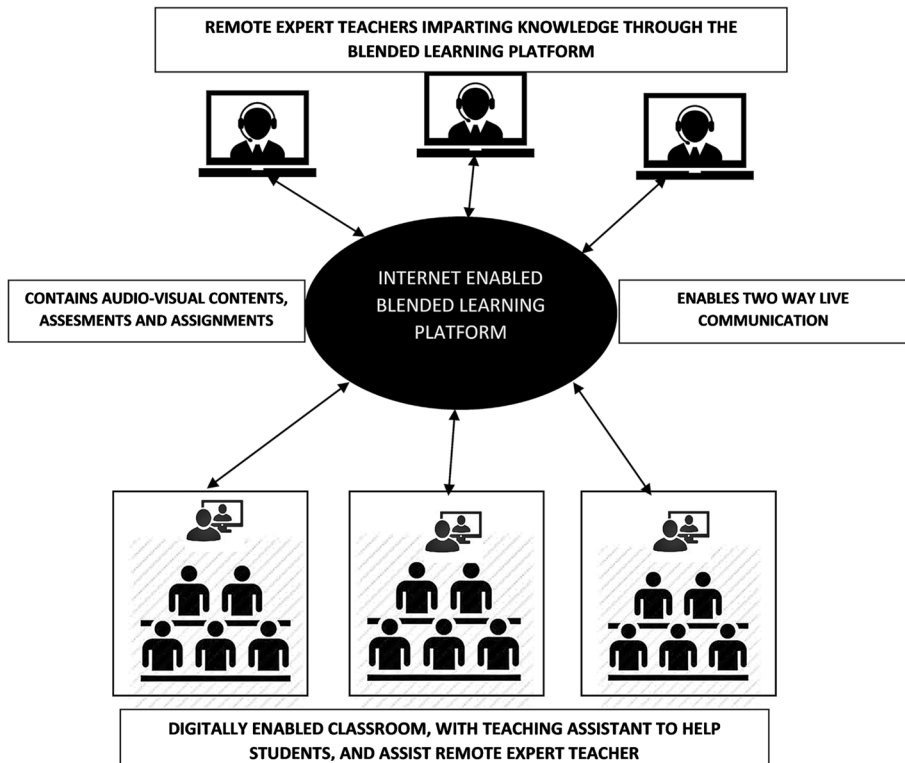 REMOTE EXPERT TEACHERS IMPARTING KNOWLEDGE THROUGH THE
BLENDED LEARNING PLATFORM
INTERNET ENABLED
BLENDED LEARNING
PLATFORM
CONTAINS AUDIO-VISUAL CONTENTS,
ASSESMENTS AND ASSIGNMENTS
ENABLES TWO WAY LIVE
COMMUNICATION
DIGITALLY ENABLED CLASSROOM, WITH TEACHING ASSISTANT TO HELP
STUDENTS, AND ASSIST REMOTE EXPERT TEACHER